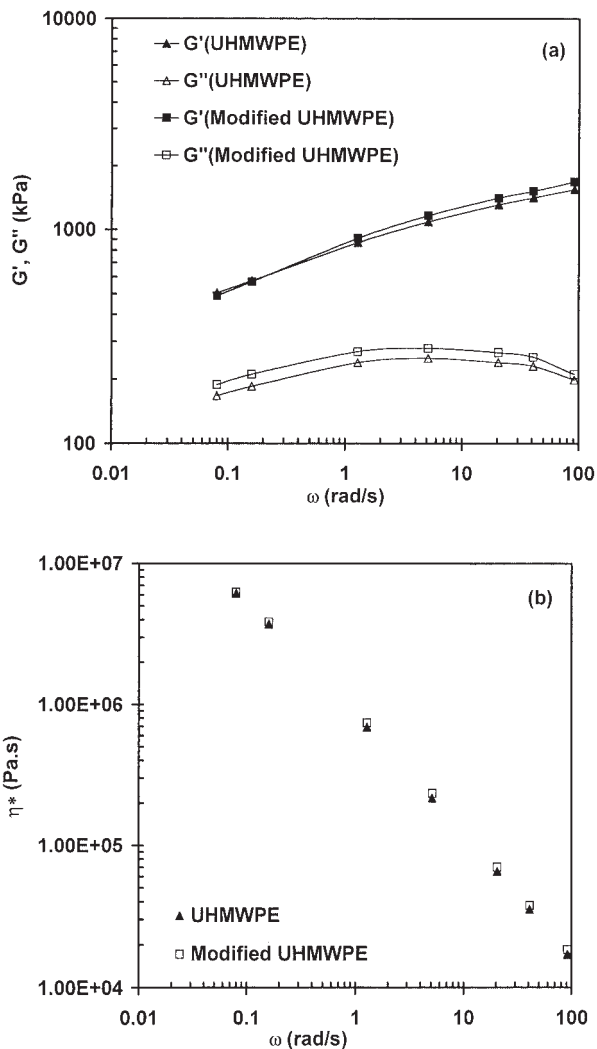 10000
(a)
G'(UHMWPE)
G"(UHMWPE)
G'(Modified UHMWPE)
G"(Modified UHMWPE)
1000
G', G" (kPa)
100
0.01 0.1 1 10 100
ω (rad/s)
1.00E+07
(b)
1.00E+06
η* (Pa.s)
1.00E+05
UHMWPE
Modified UHMWPE
1.00E+04
0.01 0.1 1 10 100
ω (rad/s)